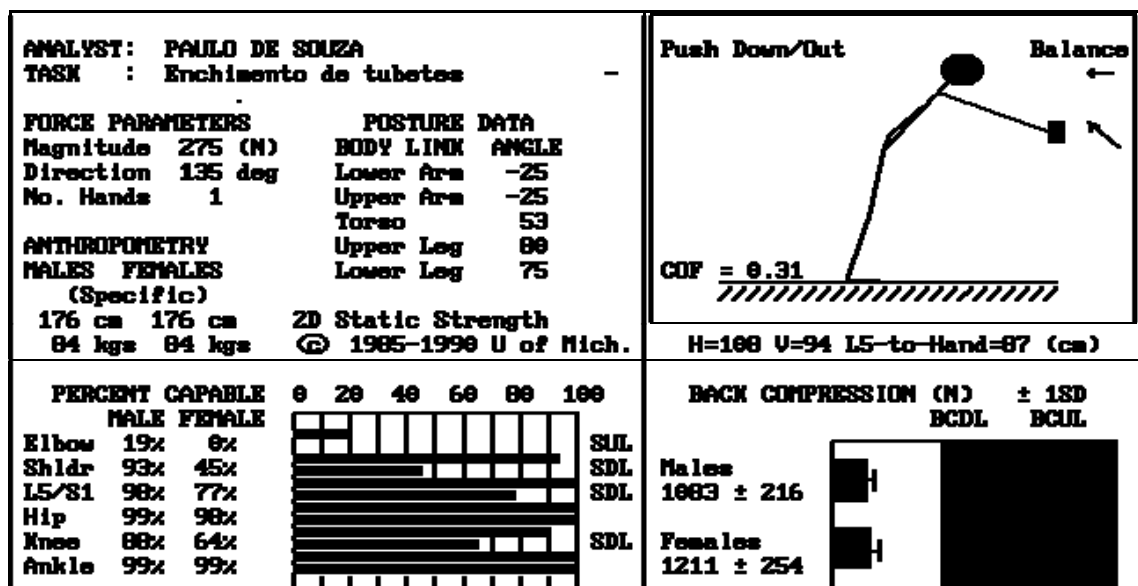 ANALYST: PAULO DE SOUZA
TASK : Enchimento de tubetes -
FORCE PARAMETERS POSTURE DATA
Magnitude 275 (N) BODY LINK ANGLE
Direction 135 deg Lower Arm -25
No. Hands 1 Upper Arm -25
Torso 53
ANTHROPOMETRY Upper Leg 80
MALES FEMALES Lower Leg 75
(Specific)
176 cm 176 cm 2D Static Strength
84 kgs 84 kgs © 1985-1990 U of Mich.
Push Down/Out Balance
COF = 0.31
H=108 V=94 L5-to-Hand=87 (cm)
PERCENT CAPABLE 0 20 40 60 80 100
MALE FEMALE
Elbow 19% 0% SUL
Shldr 93% 45% SDL
L5/S1 98% 77% SDL
Hip 99% 98%
Knee 88% 64% SDL
Ankle 99% 99%
BACK COMPRESSION (N) ± 1SD
BCDL BCUL
Males
1083 ± 216
Females
1211 ± 254